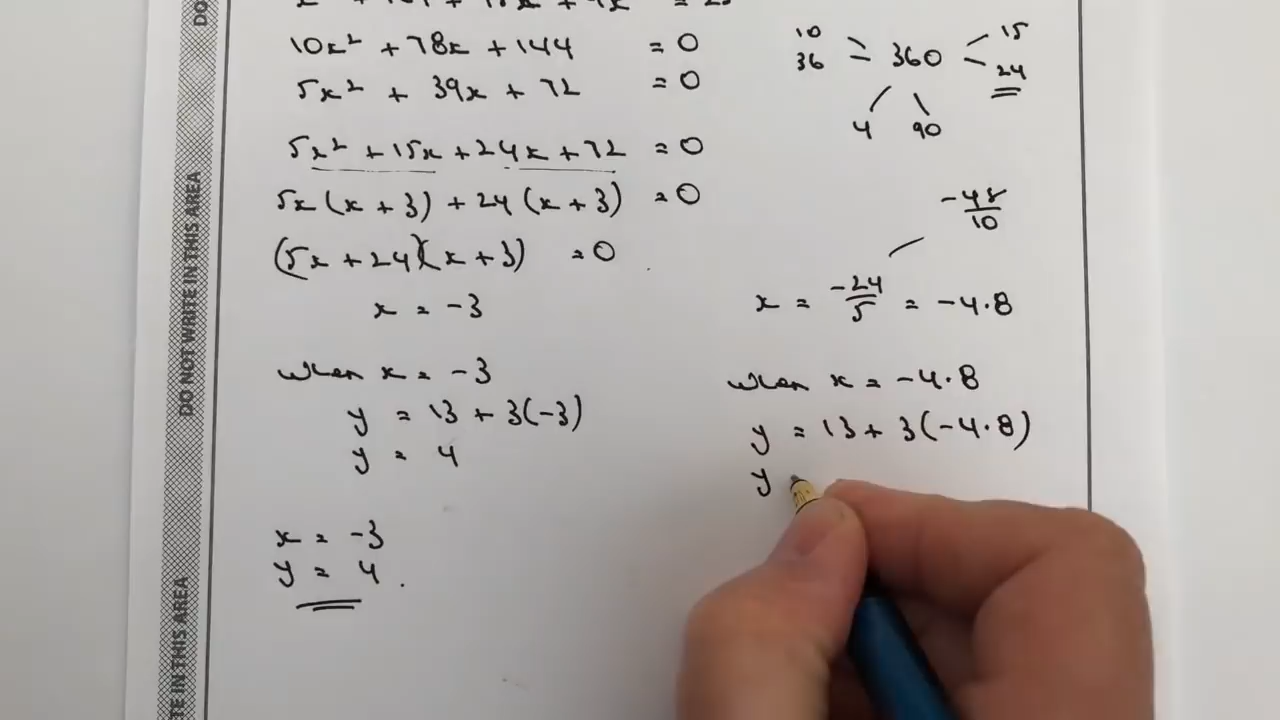 10x² + 78x + 144 = 0
5x² + 39x + 72 = 0
5x² + 15x + 24x + 72 = 0
5x(x + 3) + 24(x + 3) = 0
(5x + 24)(x + 3) = 0
x = -3
when x = -3
y = 13 + 3(-3)
y = 4
x = -3
y = 4.
10
36
360
15
24
4 90
-48/10
x = -24/5 = -4.8
when x = -4.8
y = 13 + 3(-4.8)
y
DO NOT WRITE IN THIS AREA